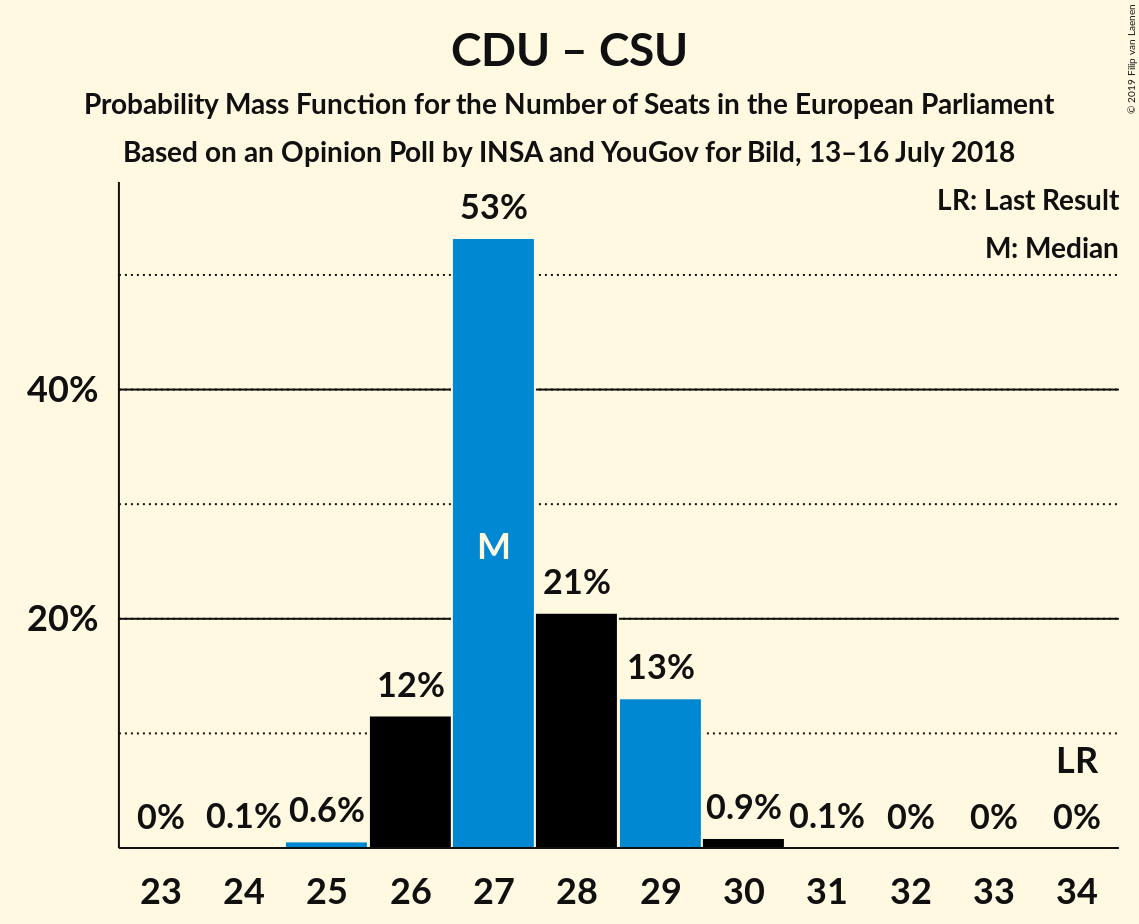 CDU – CSU
Probability Mass Function for the Number of Seats in the European Parliament
Based on an Opinion Poll by INSA and YouGov for Bild, 13–16 July 2018
© 2019 Filip van Laenen
LR: Last Result
M: Median
53%
40%
M
21%
20%
13%
12%
LR
0% 0.1% 0.6% 0.9% 0.1% 0% 0% 0%
23 24 25 26 27 28 29 30 31 32 33 34